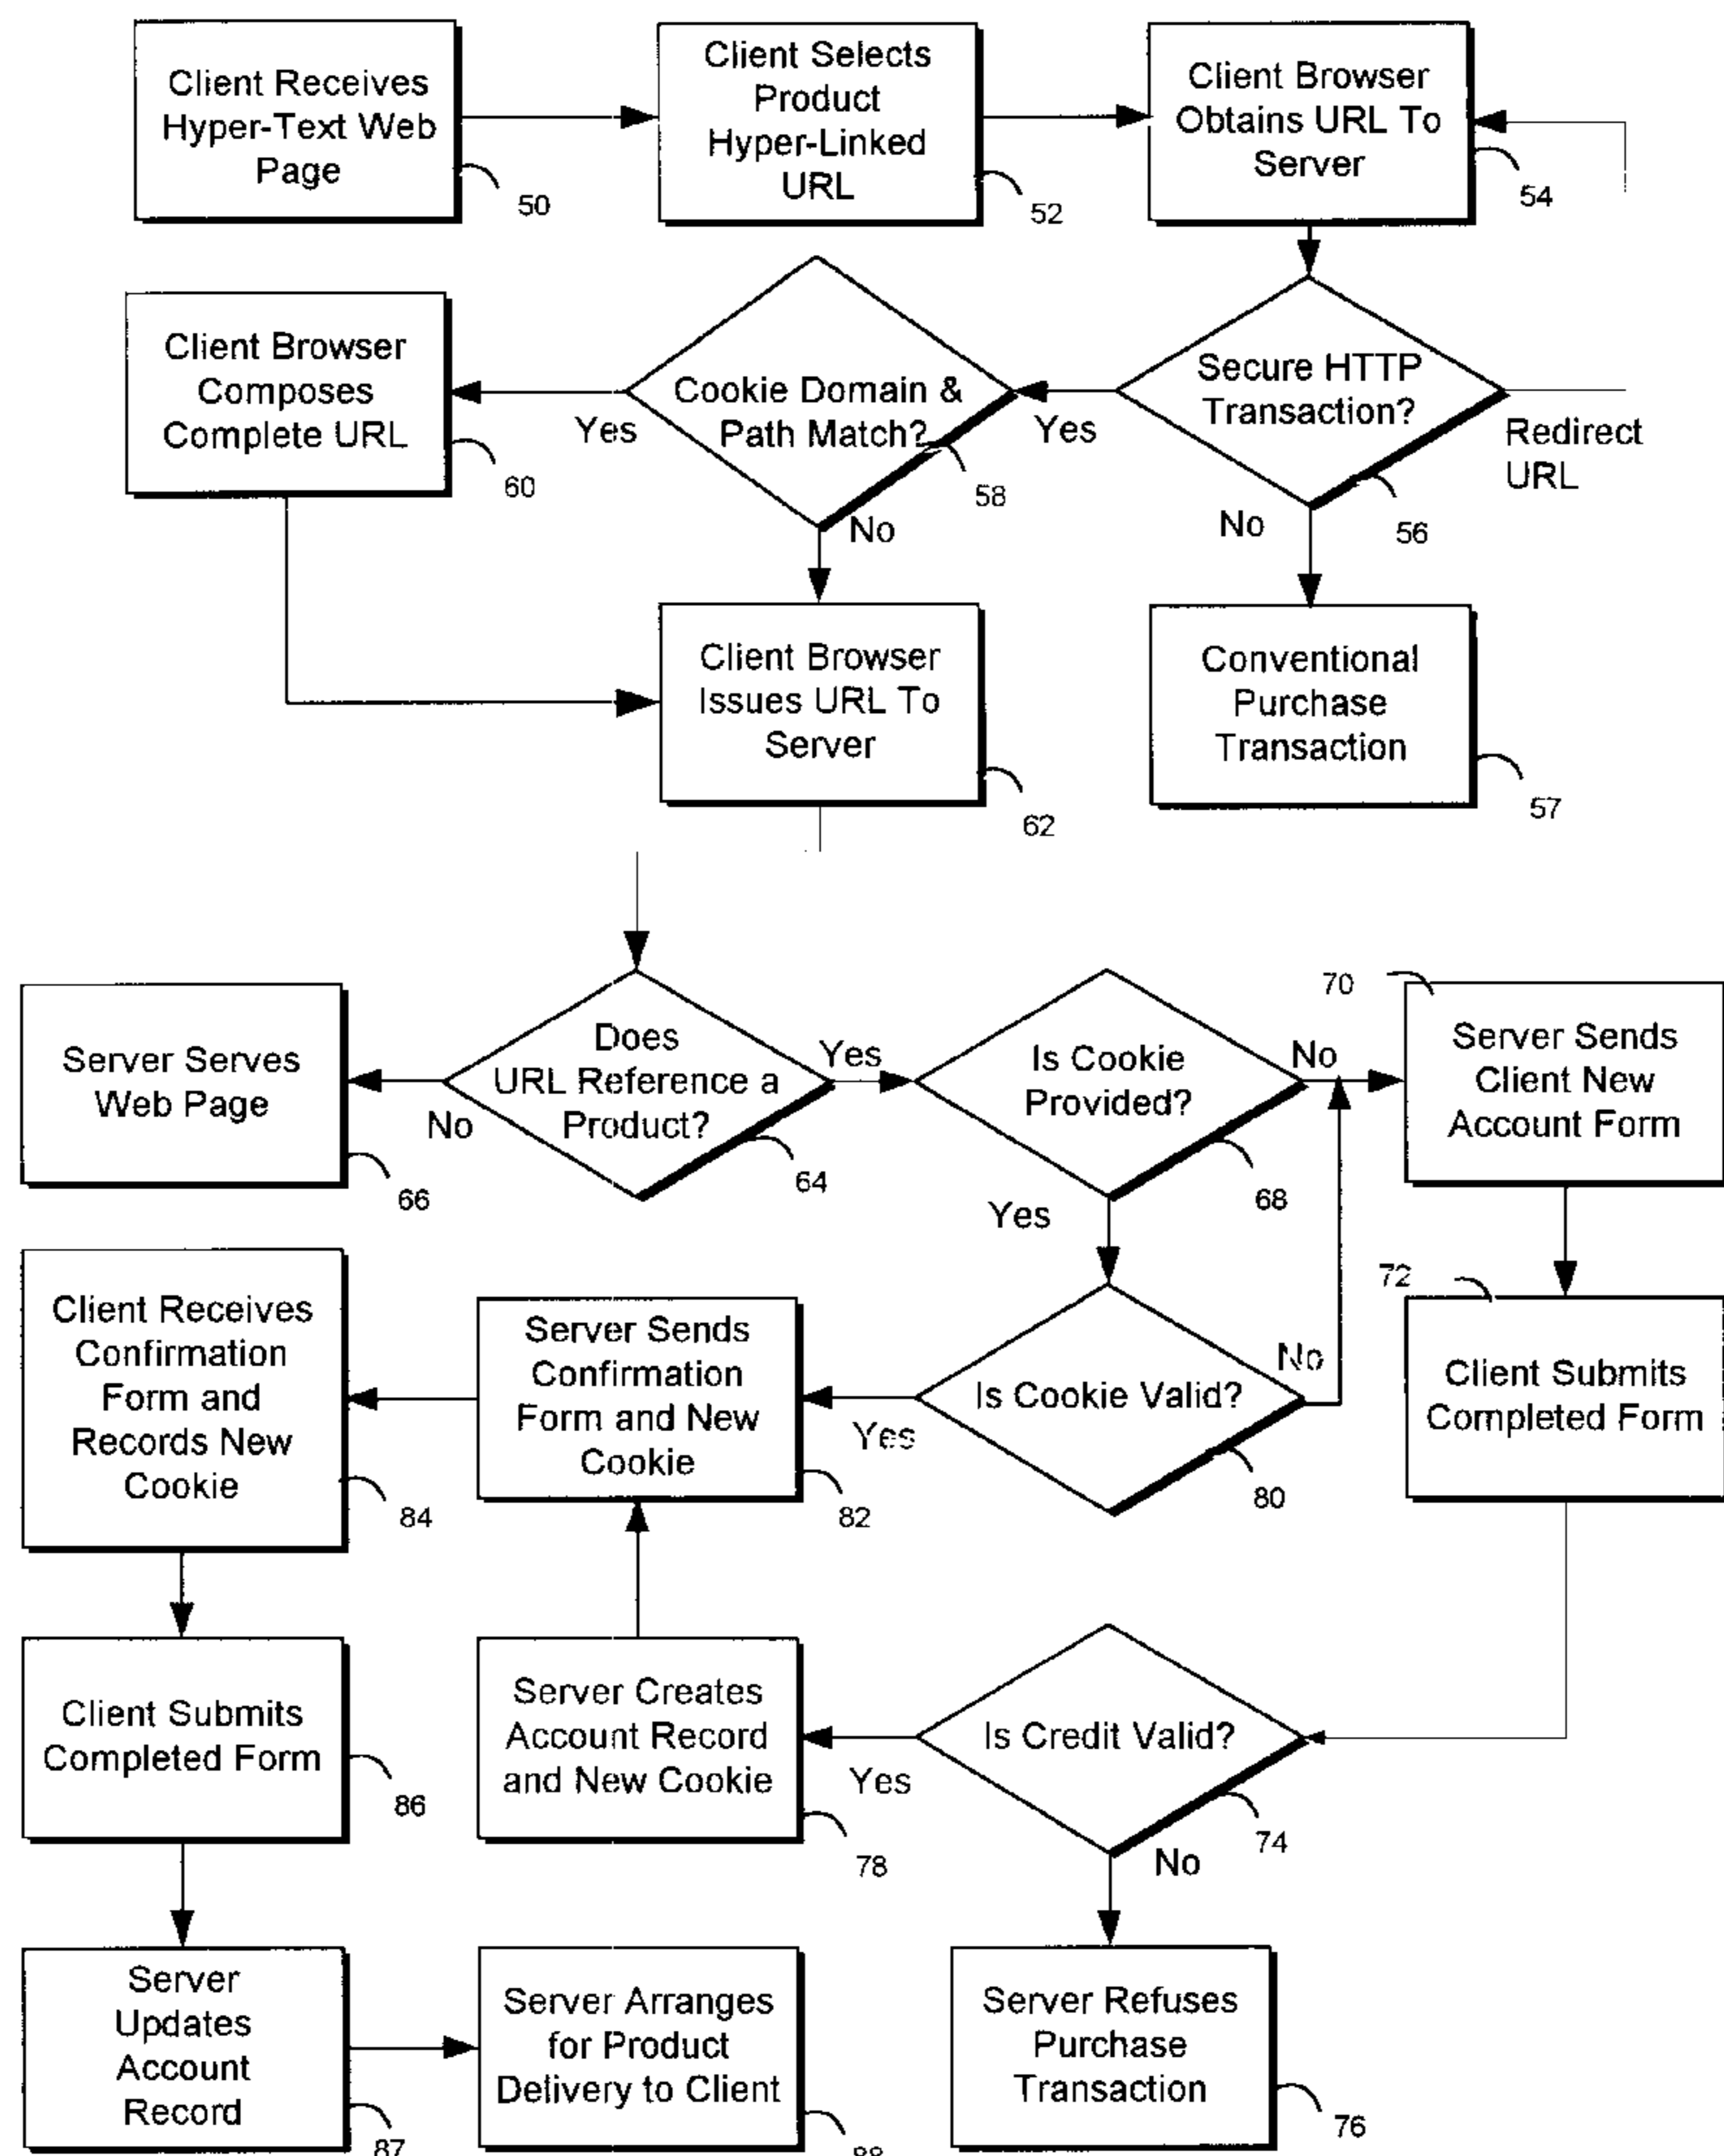 Client Receives
Hyper-Text Web
Page
50
Client Selects
Product
Hyper-Linked
URL
52
Client Browser
Obtains URL To
Server
54
Client Browser
Composes
Complete URL
60
Yes
Cookie Domain &
Path Match?
58
No
Yes
Secure HTTP
Transaction?
56
No
Redirect
URL
Client Browser
Issues URL To
Server
62
Conventional
Purchase
Transaction
57
Server Serves
Web Page
66
No
Does
URL Reference a
Product?
64
Yes
Is Cookie
Provided?
68
No
Yes
70
Server Sends
Client New
Account Form
Client Receives
Confirmation
Form and
Records New
Cookie
84
Server Sends
Confirmation
Form and New
Cookie
82
Yes
Is Cookie Valid?
80
No
72
Client Submits
Completed Form
Client Submits
Completed Form
86
Server Creates
Account Record
and New Cookie
78
Yes
Is Credit Valid?
74
No
Server
Updates
Account
Record
87
Server Arranges
for Product
Delivery to Client
88
Server Refuses
Purchase
Transaction
76